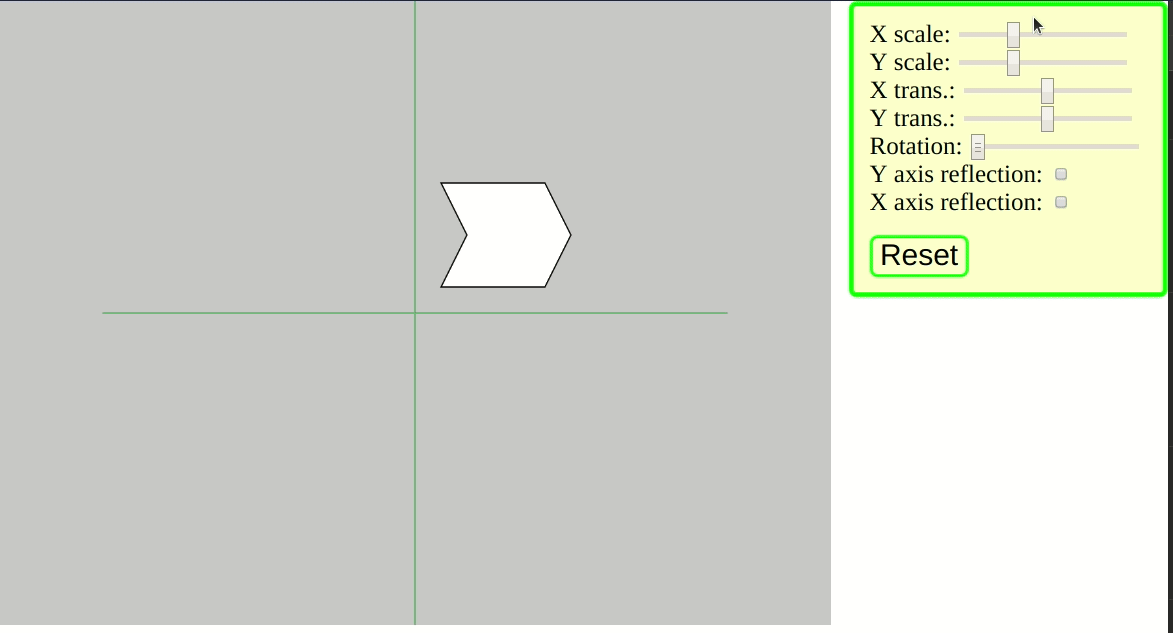 X scale:
Y scale:
X trans.:
Y trans.:
Rotation:
Y axis reflection:
X axis reflection:
Reset